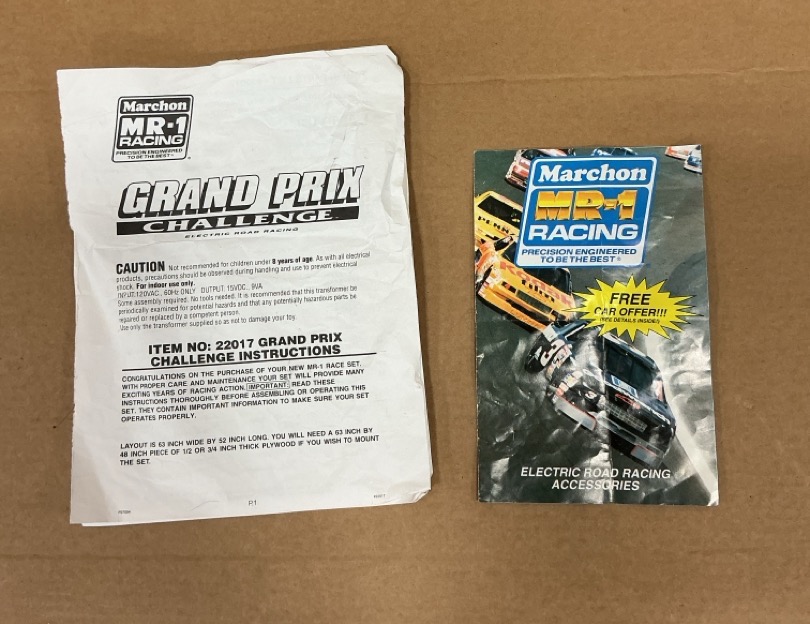 Marchon
MR-1
RACING
PRECISION ENGINEERED
TO BE THE BEST
GRAND PRIX
CHALLENGE
ELECTRIC ROAD RACING
CAUTION Not recommended for children under 8 years of age. As with all electrical
products, precautions should be observed during handling and use to prevent electrical
shock. For indoor use only.
INPUT:120VAC, 60Hz ONLY OUTPUT: 15VDC, 9VA
Some assembly required. No tools needed. It is recommended that this transformer be
periodically examined for potential hazards and that any potentially hazardous parts be
repaired or replaced by a competent person.
Use only the transformer supplied so as not to damage your toy.
ITEM NO: 22017 GRAND PRIX
CHALLENGE INSTRUCTIONS
CONGRATULATIONS ON THE PURCHASE OF YOUR NEW MR-1 RACE SET.
WITH PROPER CARE AND MAINTENANCE YOUR SET WILL PROVIDE MANY
EXCITING YEARS OF RACING ACTION. IMPORTANT: READ THESE
INSTRUCTIONS THOROUGHLY BEFORE ASSEMBLING OR OPERATING THIS
SET. THEY CONTAIN IMPORTANT INFORMATION TO MAKE SURE YOUR SET
OPERATES PROPERLY.
LAYOUT IS 63 INCH WIDE BY 52 INCH LONG. YOU WILL NEED A 63 INCH BY
48 INCH PIECE OF 1/2 OR 3/4 INCH THICK PLYWOOD IF YOU WISH TO MOUNT
THE SET.
P.1
Marchon
MR-1
RACING
PRECISION ENGINEERED
TO BE THE BEST®
PENN
Kodak
FREE
CAR OFFER!!!
(SEE DETAILS INSIDE!)
ELECTRIC ROAD RACING
ACCESSORIES